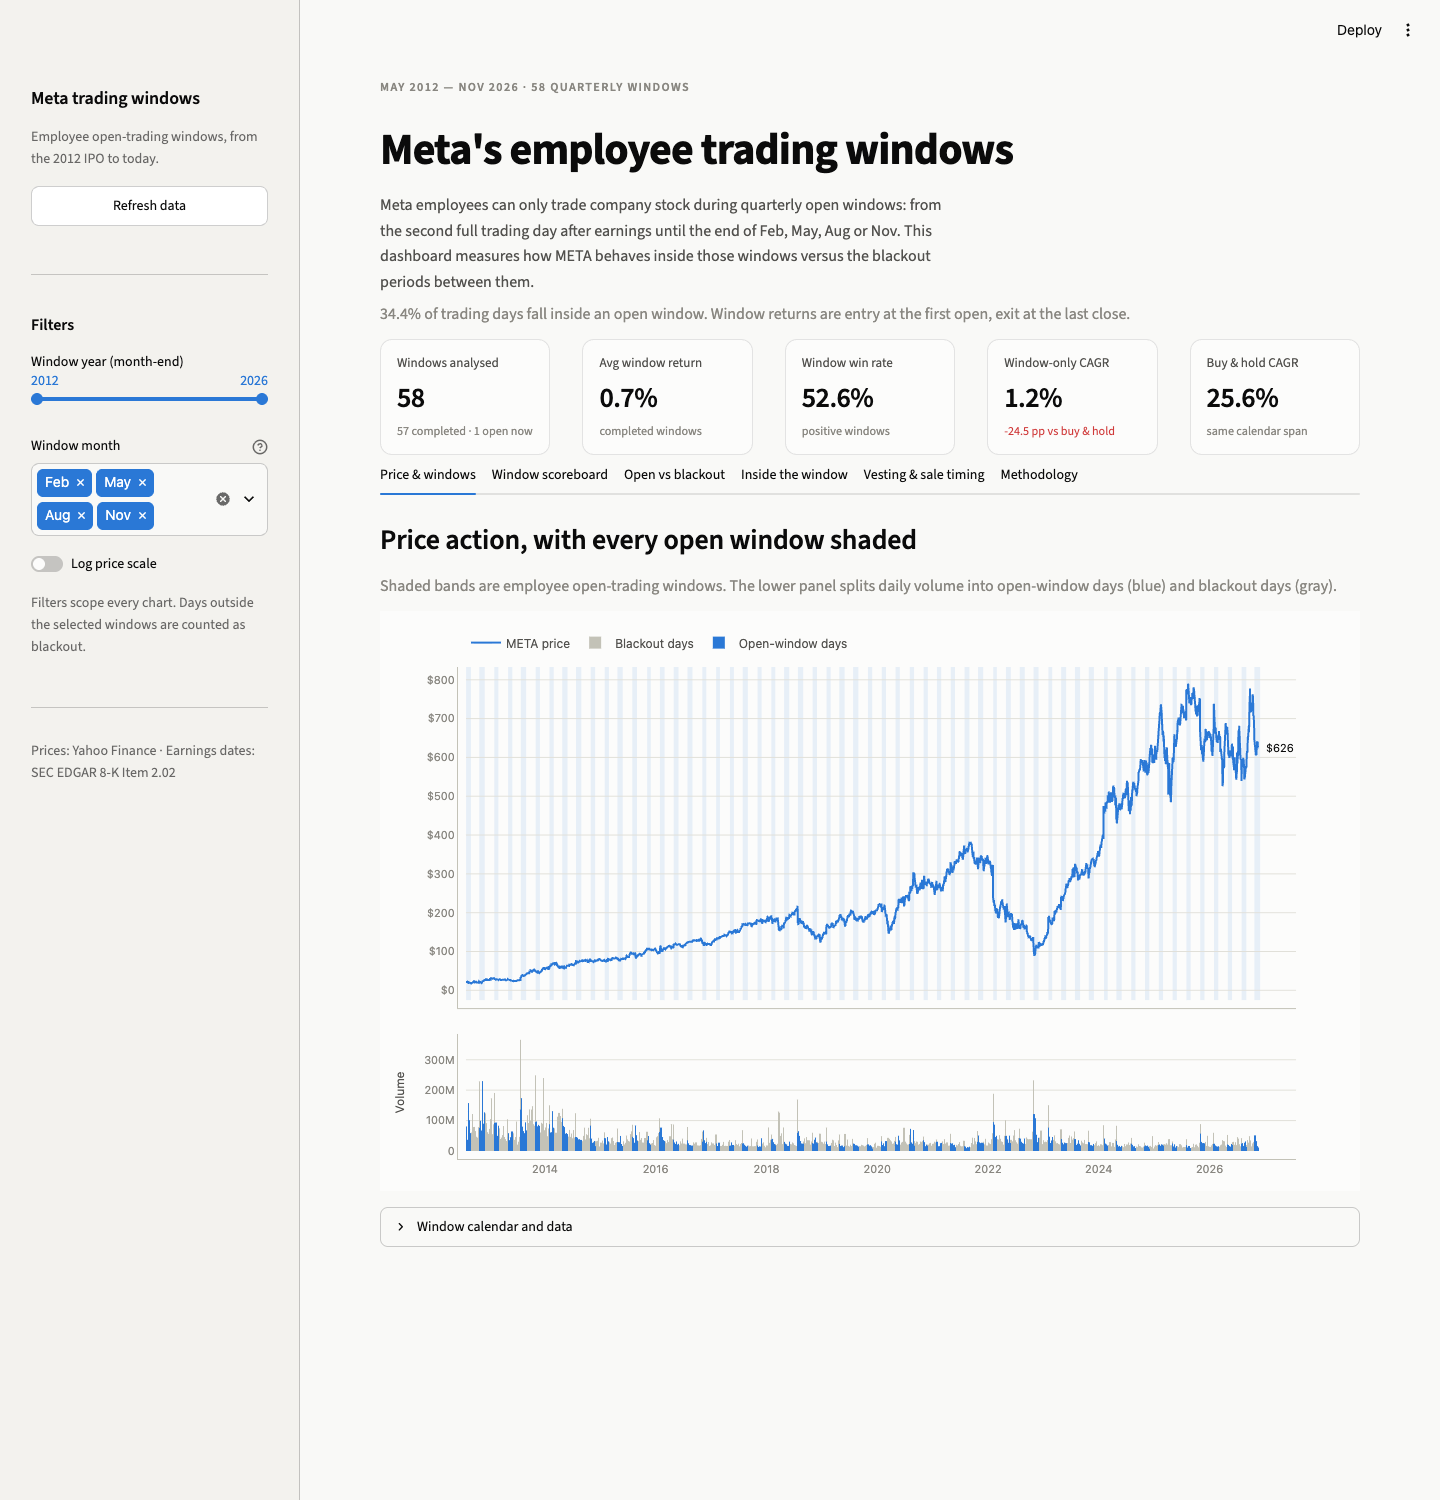 Deploy
Meta trading windows
Employee open-trading windows, from
the 2012 IPO to today.
Refresh data
Filters
Window year (month-end)
2012 2026
Window month
Feb × May ×
Aug × Nov ×
Log price scale
Filters scope every chart. Days outside
the selected windows are counted as
blackout.
Prices: Yahoo Finance · Earnings dates:
SEC EDGAR 8-K Item 2.02
MAY 2012 — NOV 2026 · 58 QUARTERLY WINDOWS
Meta's employee trading windows
Meta employees can only trade company stock during quarterly open windows: from
the second full trading day after earnings until the end of Feb, May, Aug or Nov. This
dashboard measures how META behaves inside those windows versus the blackout
periods between them.
34.4% of trading days fall inside an open window. Window returns are entry at the first open, exit at the last close.
Windows analysed
58
57 completed · 1 open now
Avg window return
0.7%
completed windows
Window win rate
52.6%
positive windows
Window-only CAGR
1.2%
-24.5 pp vs buy & hold
Buy & hold CAGR
25.6%
same calendar span
Price & windows Window scoreboard Open vs blackout Inside the window Vesting & sale timing Methodology
Price action, with every open window shaded
Shaded bands are employee open-trading windows. The lower panel splits daily volume into open-window days (blue) and blackout days (gray).
META price Blackout days Open-window days
$800
$700
$600
$500
$400
$300
$200
$100
$0
$626
Volume
300M
200M
100M
0
2014 2016 2018 2020 2022 2024 2026
Window calendar and data